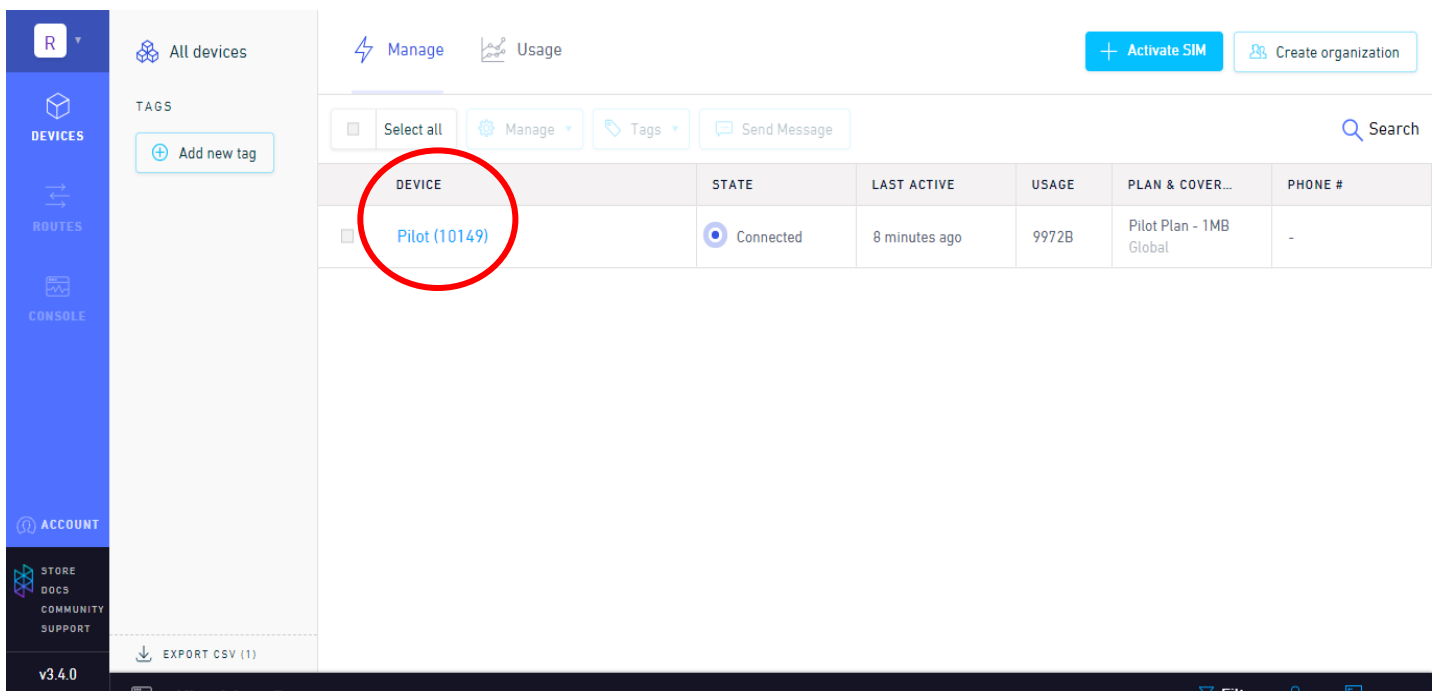 R
DEVICES
ROUTES
CONSOLE
ACCOUNT
STORE
DOCS
COMMUNITY
SUPPORT
v3.4.0
All devices
TAGS
Add new tag
EXPORT CSV (1)
Manage Usage
Activate SIM Create organization
Select all Manage Tags Send Message Search
DEVICE STATE LAST ACTIVE USAGE PLAN & COVER... PHONE #
Pilot (10149) Connected 8 minutes ago 9972B Pilot Plan - 1MB -
Global